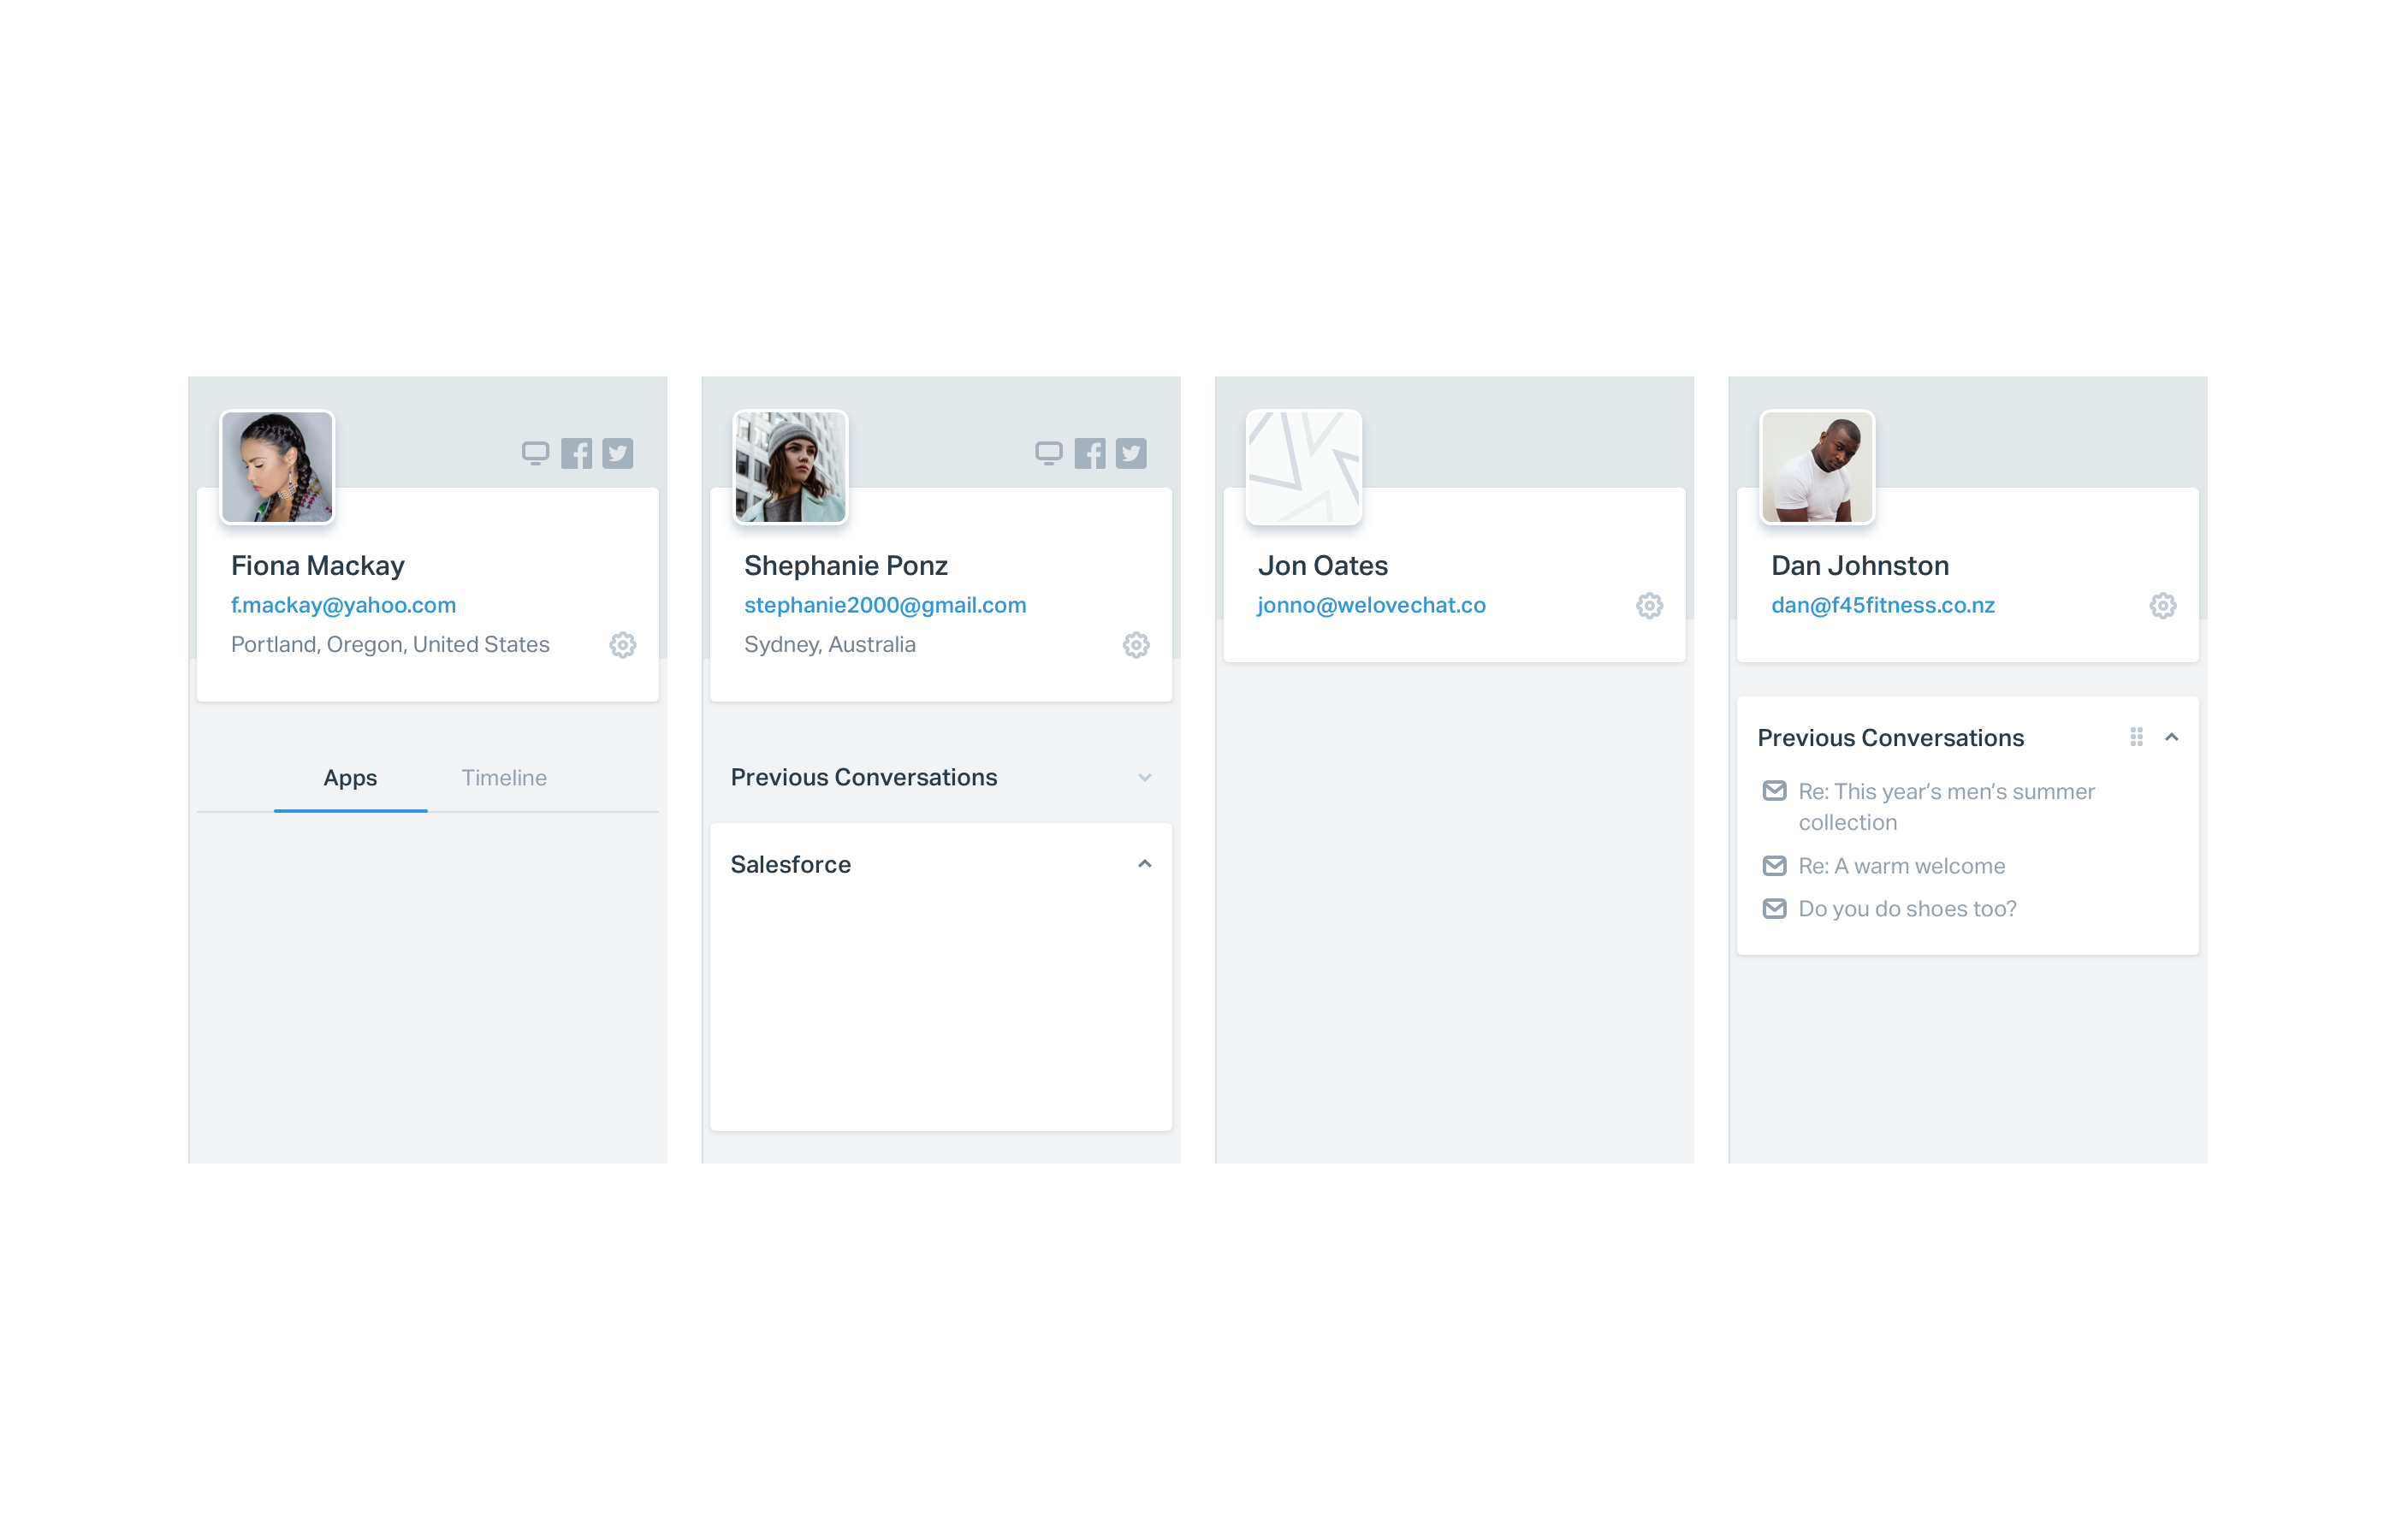 Fiona Mackay
f.mackay@yahoo.com
Portland, Oregon, United States
Apps
Timeline
Shephanie Ponz
stephanie2000@gmail.com
Sydney, Australia
Previous Conversations
Salesforce
Jon Oates
jonno@welovechat.co
Dan Johnston
dan@f45fitness.co.nz
Previous Conversations
Re: This year’s men’s summer
collection
Re: A warm welcome
Do you do shoes too?